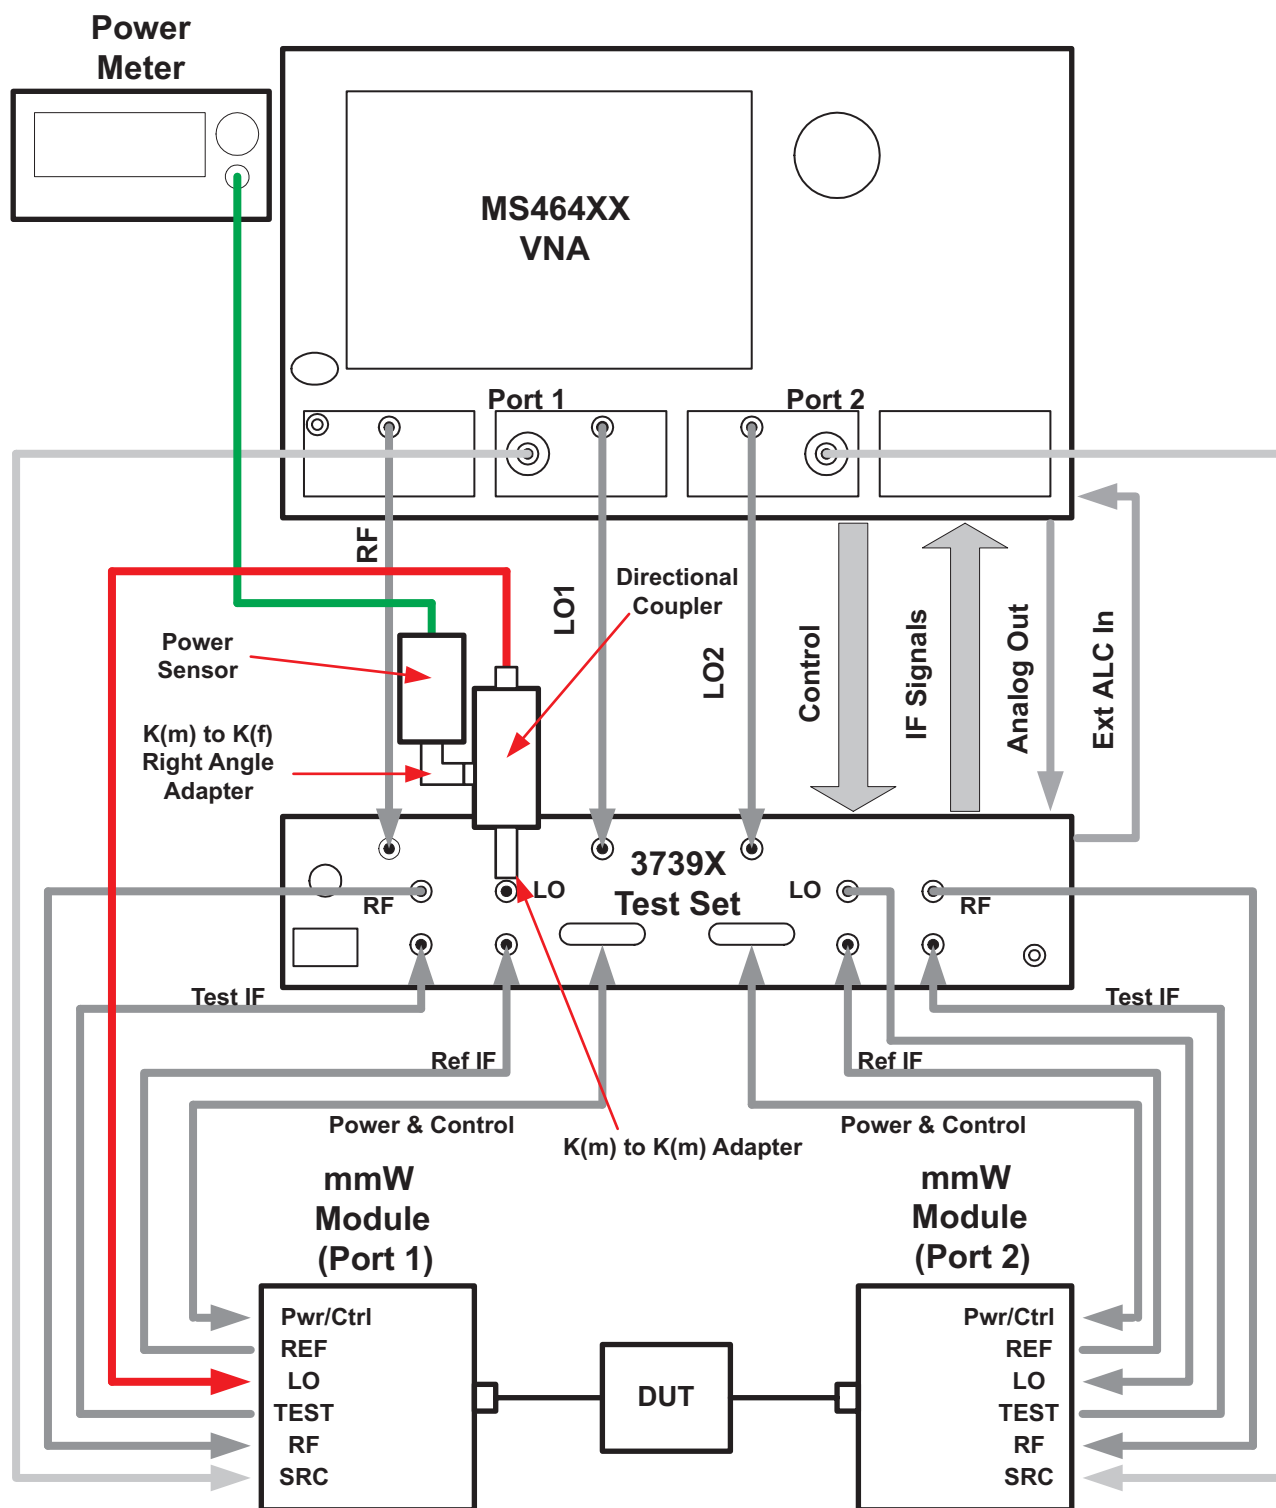 Power
Meter
MS464XX
VNA
Port 1
Port 2
RF
LO1
LO2
Control
IF Signals
Analog Out
Ext ALC In
Directional
Coupler
Power
Sensor
K(m) to K(f)
Right Angle
Adapter
3739X
Test Set
RF
LO
LO
RF
Test IF
Test IF
Ref IF
Ref IF
Power & Control
Power & Control
K(m) to K(m) Adapter
mmW
Module
(Port 1)
mmW
Module
(Port 2)
Pwr/Ctrl
REF
LO
TEST
RF
SRC
DUT
Pwr/Ctrl
REF
LO
TEST
RF
SRC